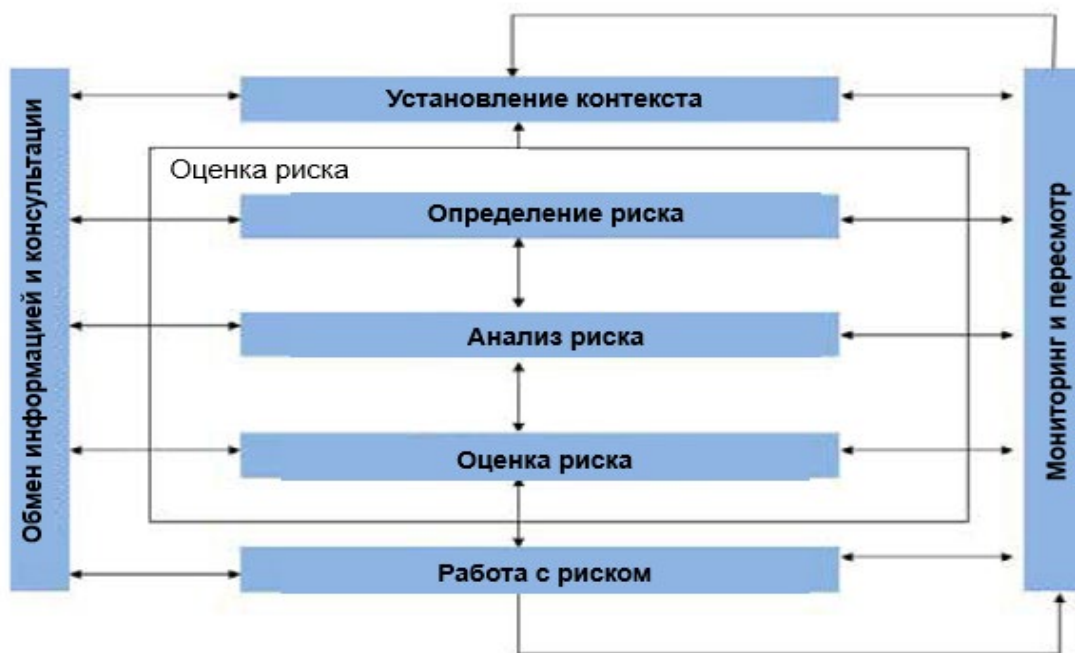 Обмен информацией и консультации
Установление контекста
Оценка риска
Определение риска
Анализ риска
Оценка риска
Работа с риском
Мониторинг и пересмотр